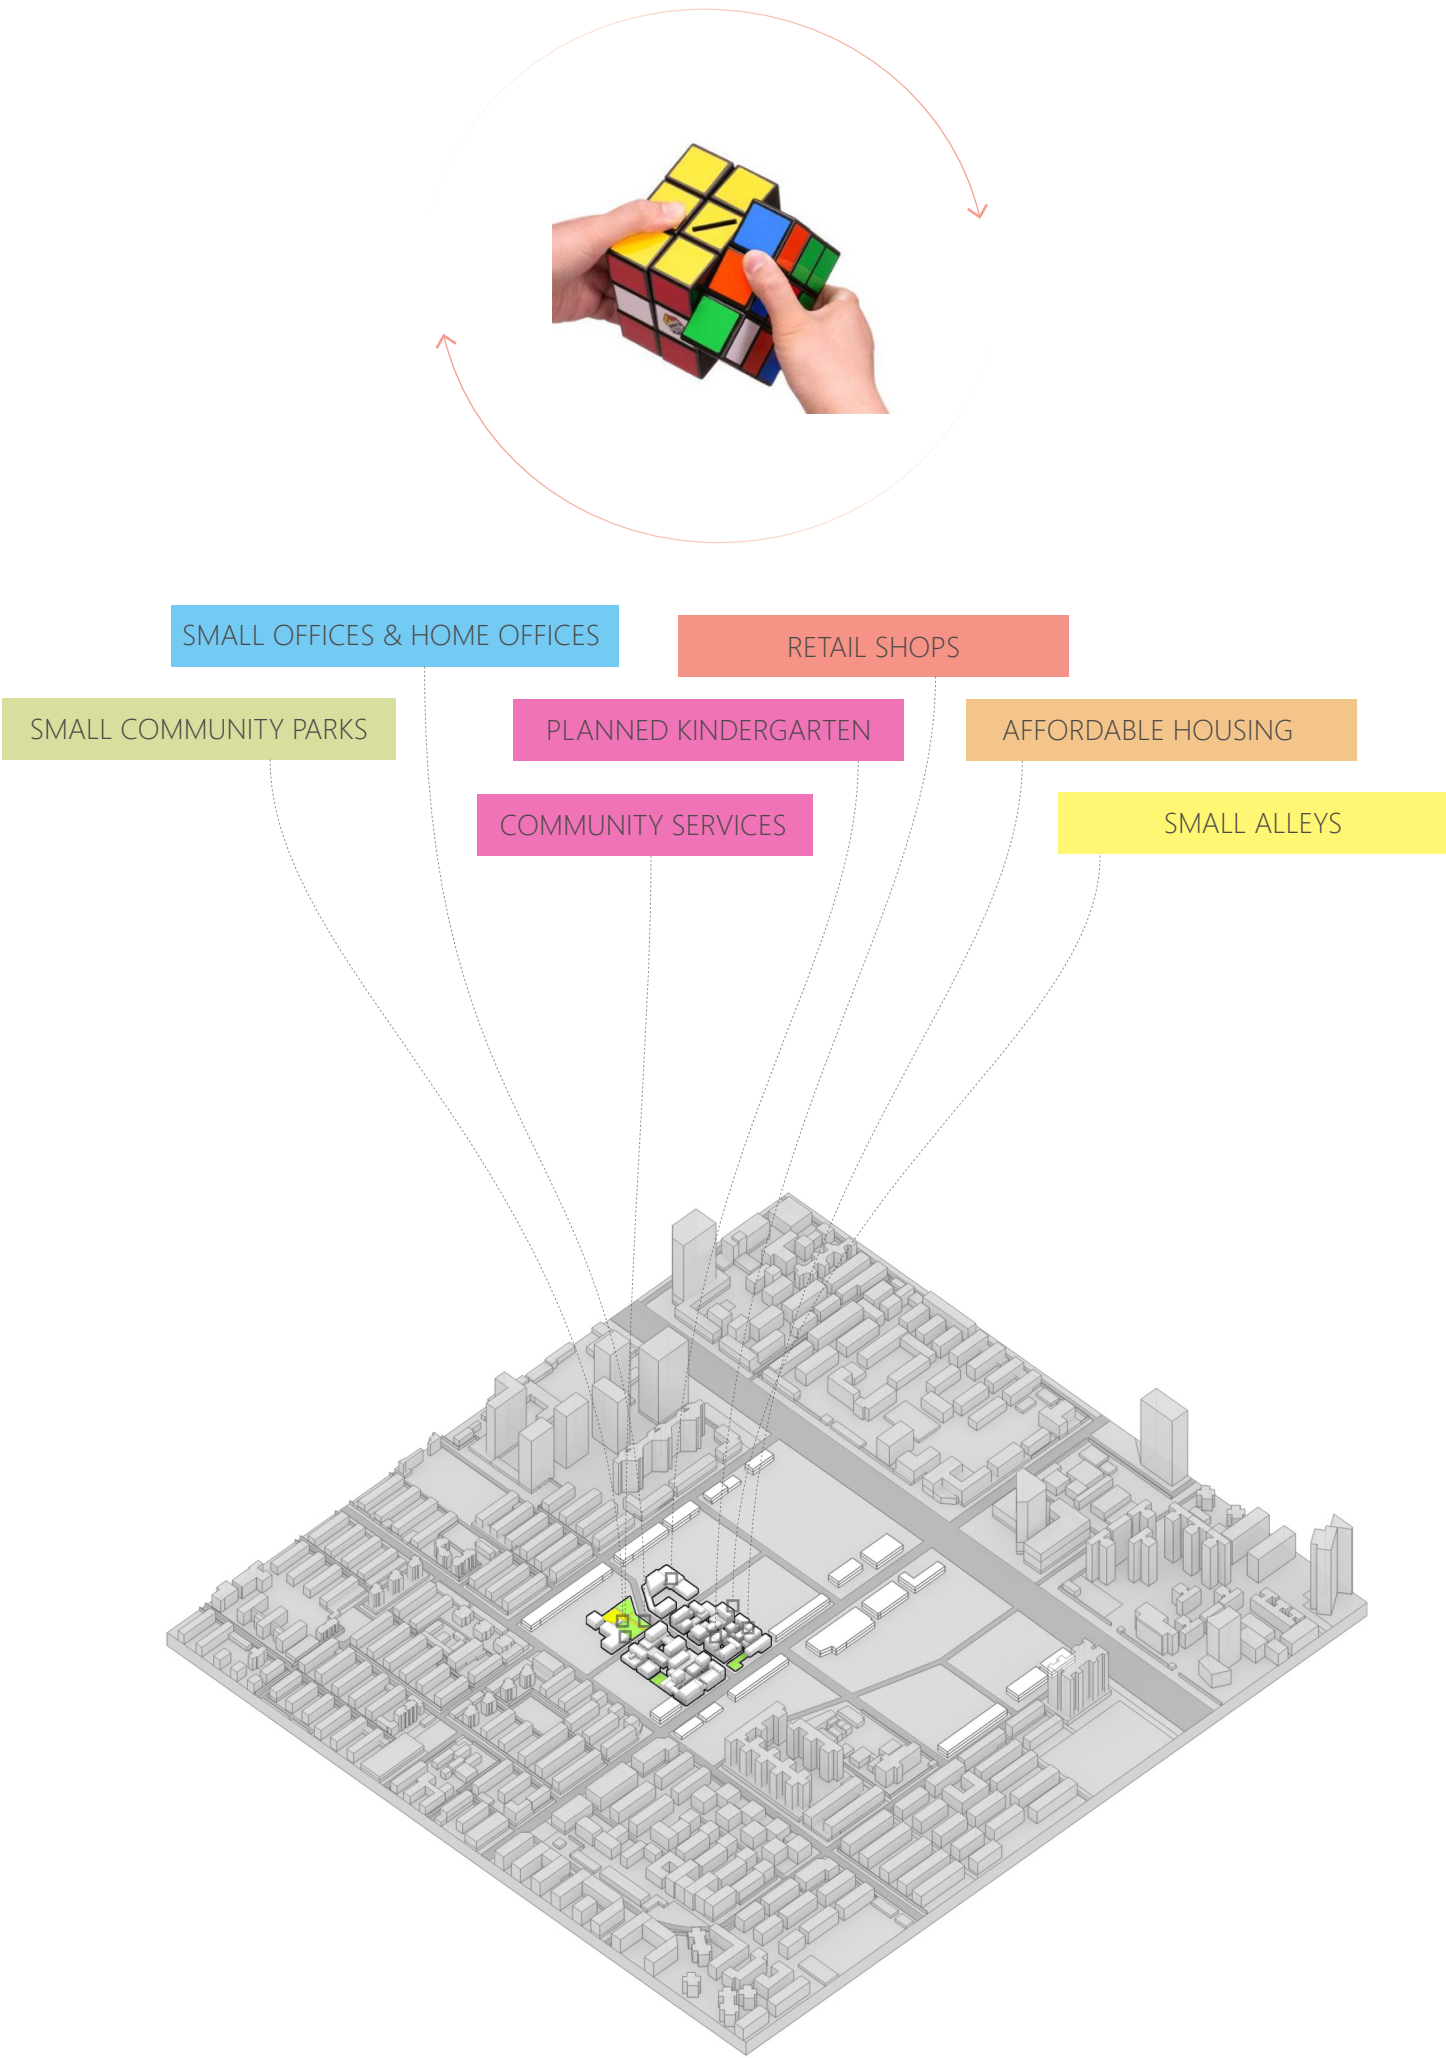 SMALL OFFICES & HOME OFFICES
RETAIL SHOPS
SMALL COMMUNITY PARKS
PLANNED KINDERGARTEN
AFFORDABLE HOUSING
COMMUNITY SERVICES
SMALL ALLEYS